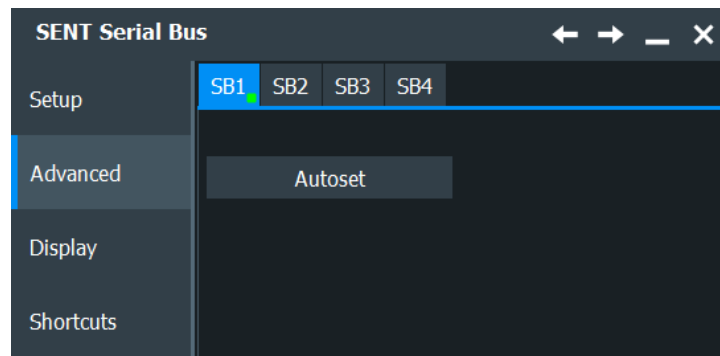 SENT Serial Bus
Setup
SB1 SB2 SB3 SB4
Advanced
Autoset
Display
Shortcuts